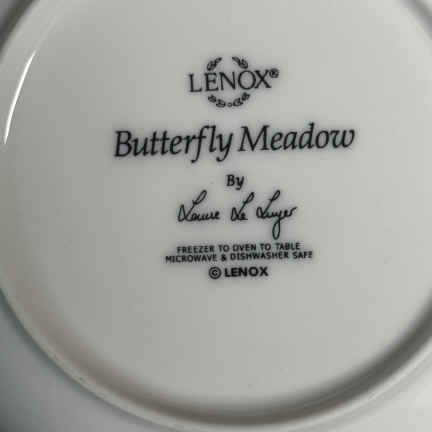 LENOX®
Butterfly Meadow
By
Louise Le Luyer
FREEZER TO OVEN TO TABLE
MICROWAVE & DISHWASHER SAFE
© LENOX